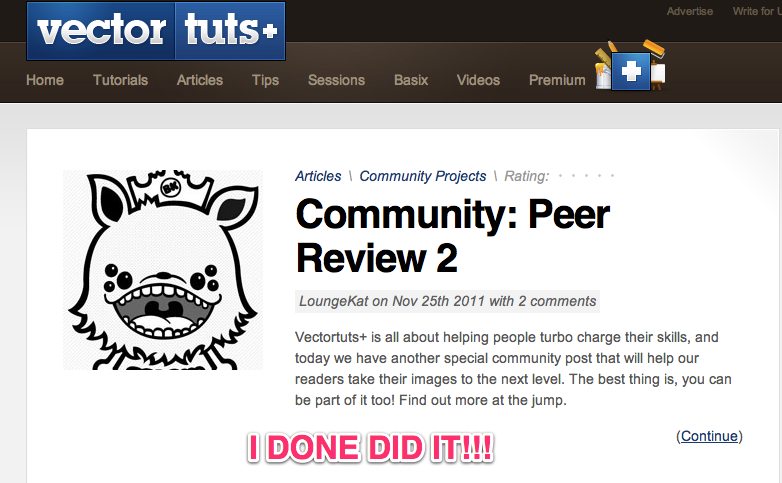 Advertise Write for U
vector tuts+
Home Tutorials Articles Tips Sessions Basix Videos Premium
BK
Articles \ Community Projects \ Rating:
Community: Peer
Review 2
LoungeKat on Nov 25th 2011 with 2 comments
Vectortuts+ is all about helping people turbo charge their skills, and
today we have another special community post that will help our
readers take their images to the next level. The best thing is, you can
be part of it too! Find out more at the jump.
(Continue)
I DONE DID IT!!!